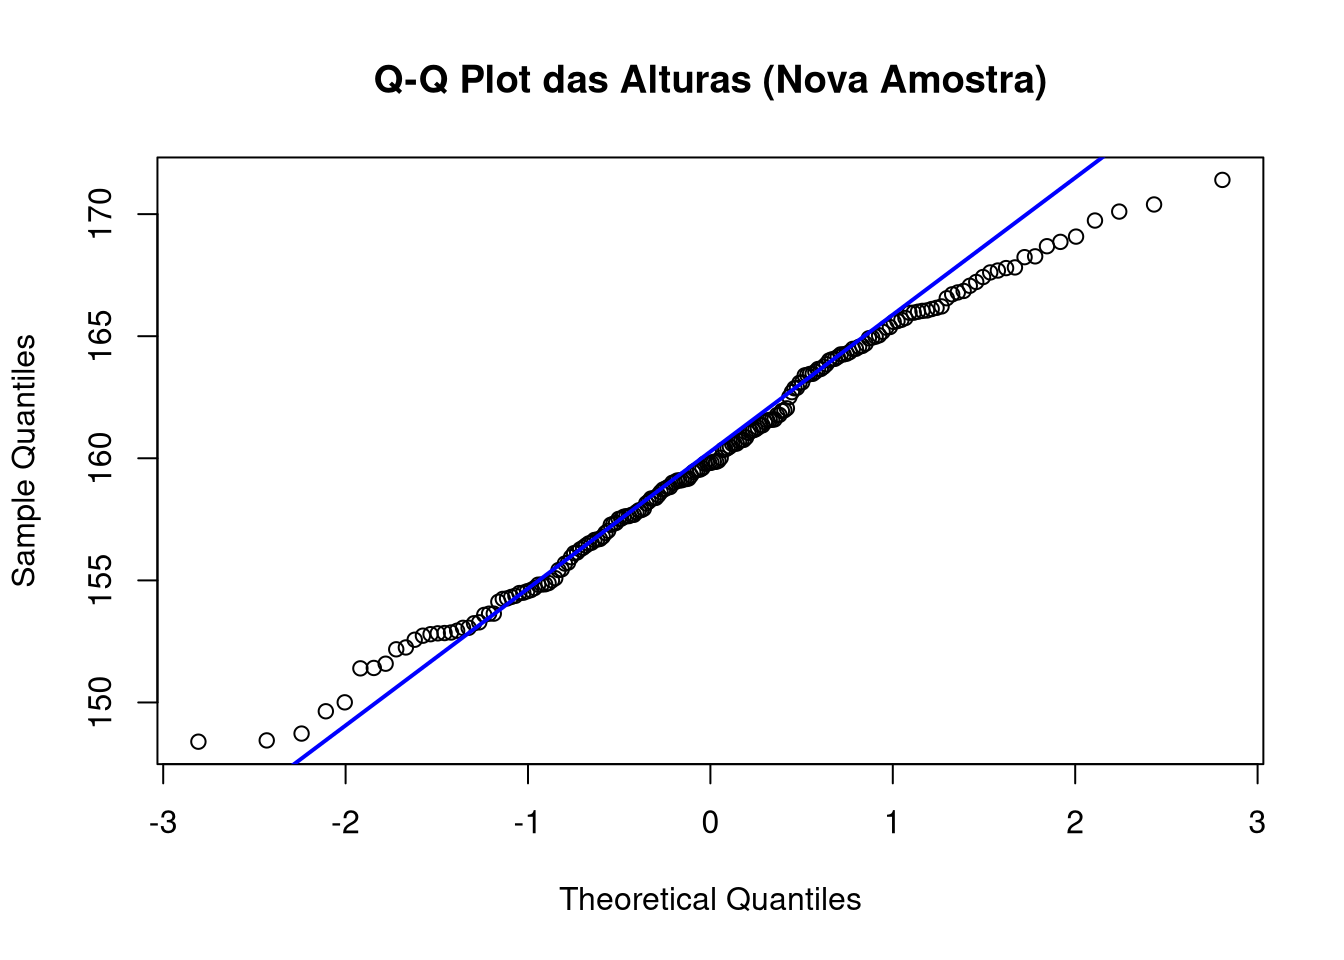 Q-Q Plot das Alturas (Nova Amostra)
Sample Quantiles
170
165
160
155
150
-3 -2 -1 0 1 2 3
Theoretical Quantiles